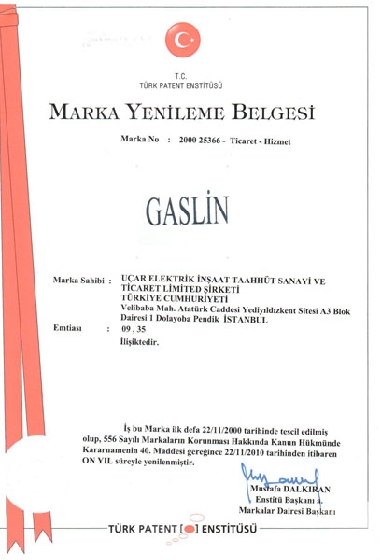 T.C.
TÜRK PATENT ENSTİTÜSÜ
MARKA YENİLEME BELGESİ
Marka No : 2000 25366 - Ticaret - Hizmet
GASLİN
Marka Sahibi : UÇAR ELEKTRİK İNŞAAT TAAHHÜT SANAYİ VE
TİCARET LİMİTED ŞİRKETİ
TÜRKİYE CUMHURİYETİ
Velibaba Mah. Atatürk Caddesi Yediyıldızkent Sitesi A3 Blok
Dairesi 1 Dolayoba Pendik İSTANBUL
Emtiası : 09 . 35
İlişiktedir.
İş bu Marka ilk defa 22/11/2000 tarihinde tescil edilmiş
olup, 556 Sayılı Markaların Korunması Hakkında Kanun Hükmünde
Kararnamenin 40. Maddesi gereğince 22/11/2010 tarihinden itibaren
ON YIL süreyle yenilenmiştir.
Mustafa DALKIRAN
Enstitü Başkanı a.
Markalar Dairesi Başkanı
TÜRK PATENT ENSTİTÜSÜ